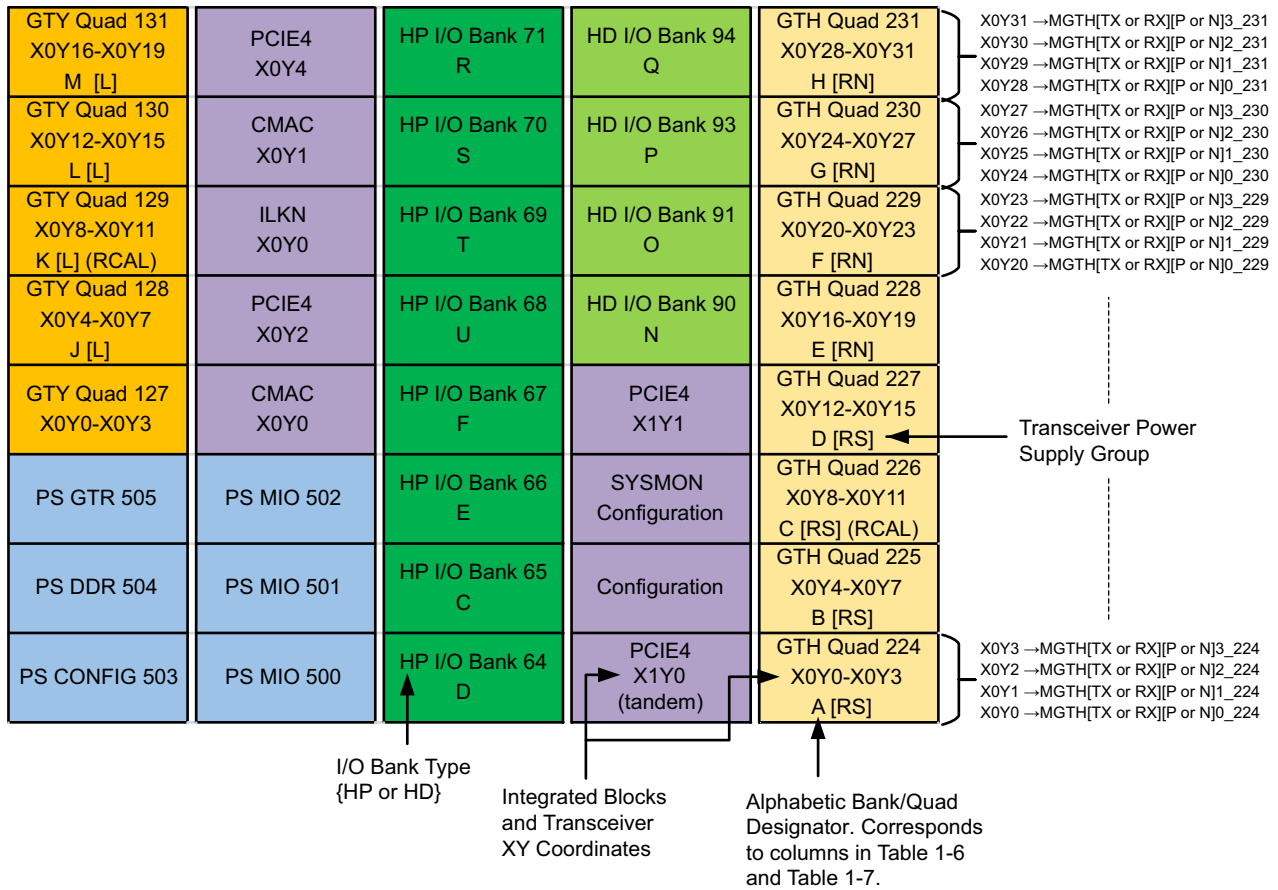 GTY Quad 131
X0Y16-X0Y19
M [L]
PCIE4
X0Y4
HP I/O Bank 71
R
HD I/O Bank 94
Q
GTH Quad 231
X0Y28-X0Y31
H [RN]
X0Y31 →MGTH[TX or RX][P or N]3_231
X0Y30 →MGTH[TX or RX][P or N]2_231
X0Y29 →MGTH[TX or RX][P or N]1_231
X0Y28 →MGTH[TX or RX][P or N]0_231
GTY Quad 130
X0Y12-X0Y15
L [L]
CMAC
X0Y1
HP I/O Bank 70
S
HD I/O Bank 93
P
GTH Quad 230
X0Y24-X0Y27
G [RN]
X0Y27 →MGTH[TX or RX][P or N]3_230
X0Y26 →MGTH[TX or RX][P or N]2_230
X0Y25 →MGTH[TX or RX][P or N]1_230
X0Y24 →MGTH[TX or RX][P or N]0_230
GTY Quad 129
X0Y8-X0Y11
K [L] (RCAL)
ILKN
X0Y0
HP I/O Bank 69
T
HD I/O Bank 91
O
GTH Quad 229
X0Y20-X0Y23
F [RN]
X0Y23 →MGTH[TX or RX][P or N]3_229
X0Y22 →MGTH[TX or RX][P or N]2_229
X0Y21 →MGTH[TX or RX][P or N]1_229
X0Y20 →MGTH[TX or RX][P or N]0_229
GTY Quad 128
X0Y4-X0Y7
J [L]
PCIE4
X0Y2
HP I/O Bank 68
U
HD I/O Bank 90
N
GTH Quad 228
X0Y16-X0Y19
E [RN]
GTY Quad 127
X0Y0-X0Y3
CMAC
X0Y0
HP I/O Bank 67
F
PCIE4
X1Y1
GTH Quad 227
X0Y12-X0Y15
D [RS]
Transceiver Power
Supply Group
PS GTR 505
PS MIO 502
HP I/O Bank 66
E
SYSMON
Configuration
GTH Quad 226
X0Y8-X0Y11
C [RS] (RCAL)
PS DDR 504
PS MIO 501
HP I/O Bank 65
C
Configuration
GTH Quad 225
X0Y4-X0Y7
B [RS]
PS CONFIG 503
PS MIO 500
HP I/O Bank 64
D
PCIE4
X1Y0
(tandem)
GTH Quad 224
X0Y0-X0Y3
A [RS]
X0Y3 →MGTH[TX or RX][P or N]3_224
X0Y2 →MGTH[TX or RX][P or N]2_224
X0Y1 →MGTH[TX or RX][P or N]1_224
X0Y0 →MGTH[TX or RX][P or N]0_224
I/O Bank Type
{HP or HD}
Integrated Blocks
and Transceiver
XY Coordinates
Alphabetic Bank/Quad
Designator. Corresponds
to columns in Table 1-6
and Table 1-7.